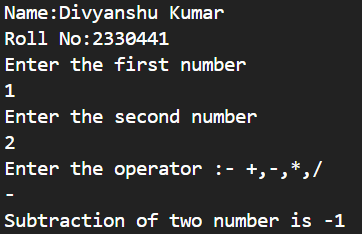 Name:Divyanshu Kumar
Roll No:2330441
Enter the first number
1
Enter the second number
2
Enter the operator :- +,-,*,/
-
Subtraction of two number is -1